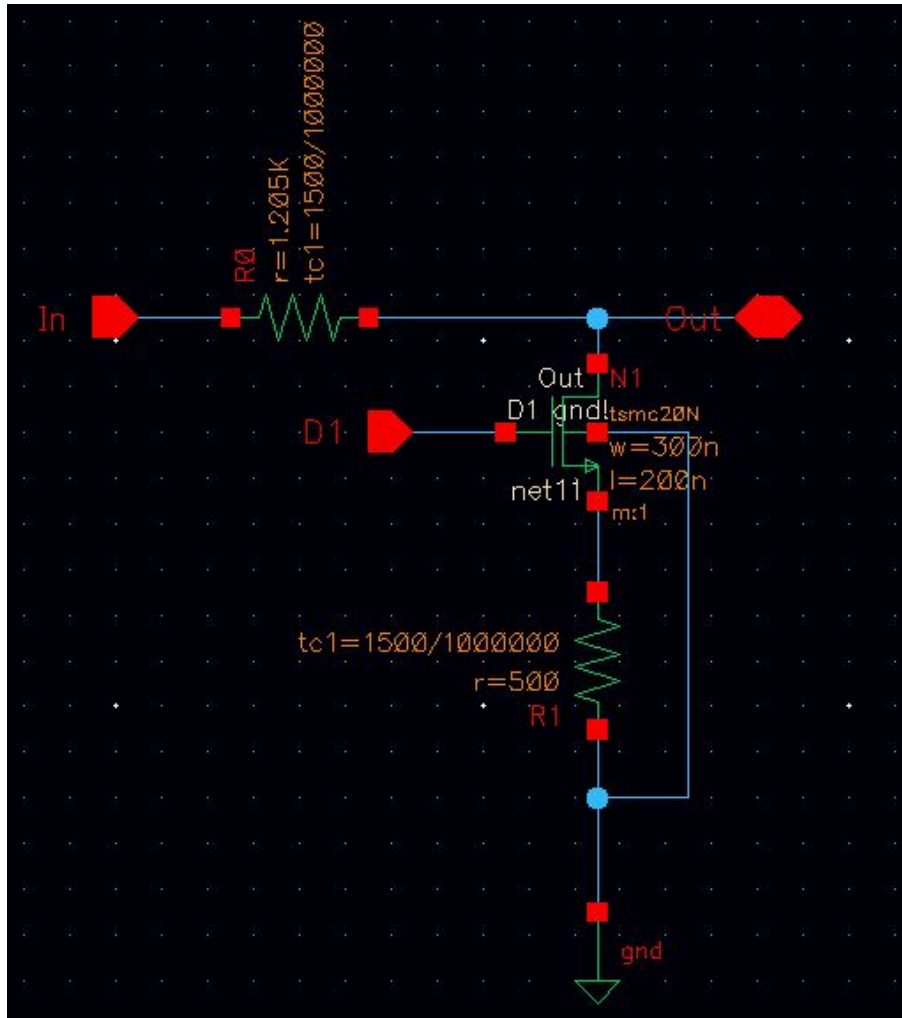 R0
r=1.205K
tc1=1500/1000000
In
Out
Out
N1
D1
D1
gnd!
tsmc20N
w=300n
l=200n
net11
m:1
tc1=1500/1000000
r=500
R1
gnd